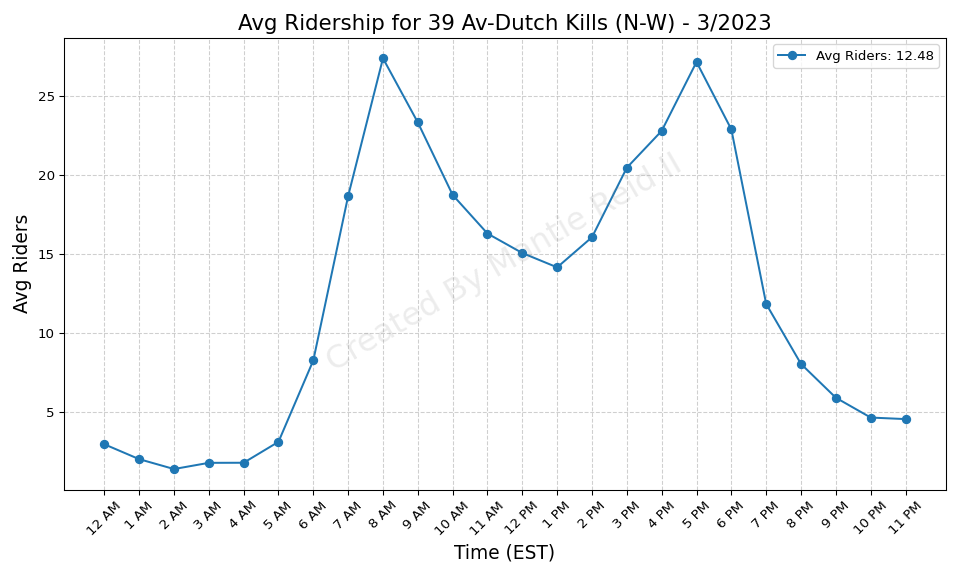 Avg Ridership for 39 Av-Dutch Kills (N-W) - 3/2023
Avg Riders: 12.48
Avg Riders
25
20
15
10
5
Created By Mantie Reid II
12 AM
1 AM
2 AM
3 AM
4 AM
5 AM
6 AM
7 AM
8 AM
9 AM
10 AM
11 AM
12 PM
1 PM
2 PM
3 PM
4 PM
5 PM
6 PM
7 PM
8 PM
9 PM
10 PM
11 PM
Time (EST)